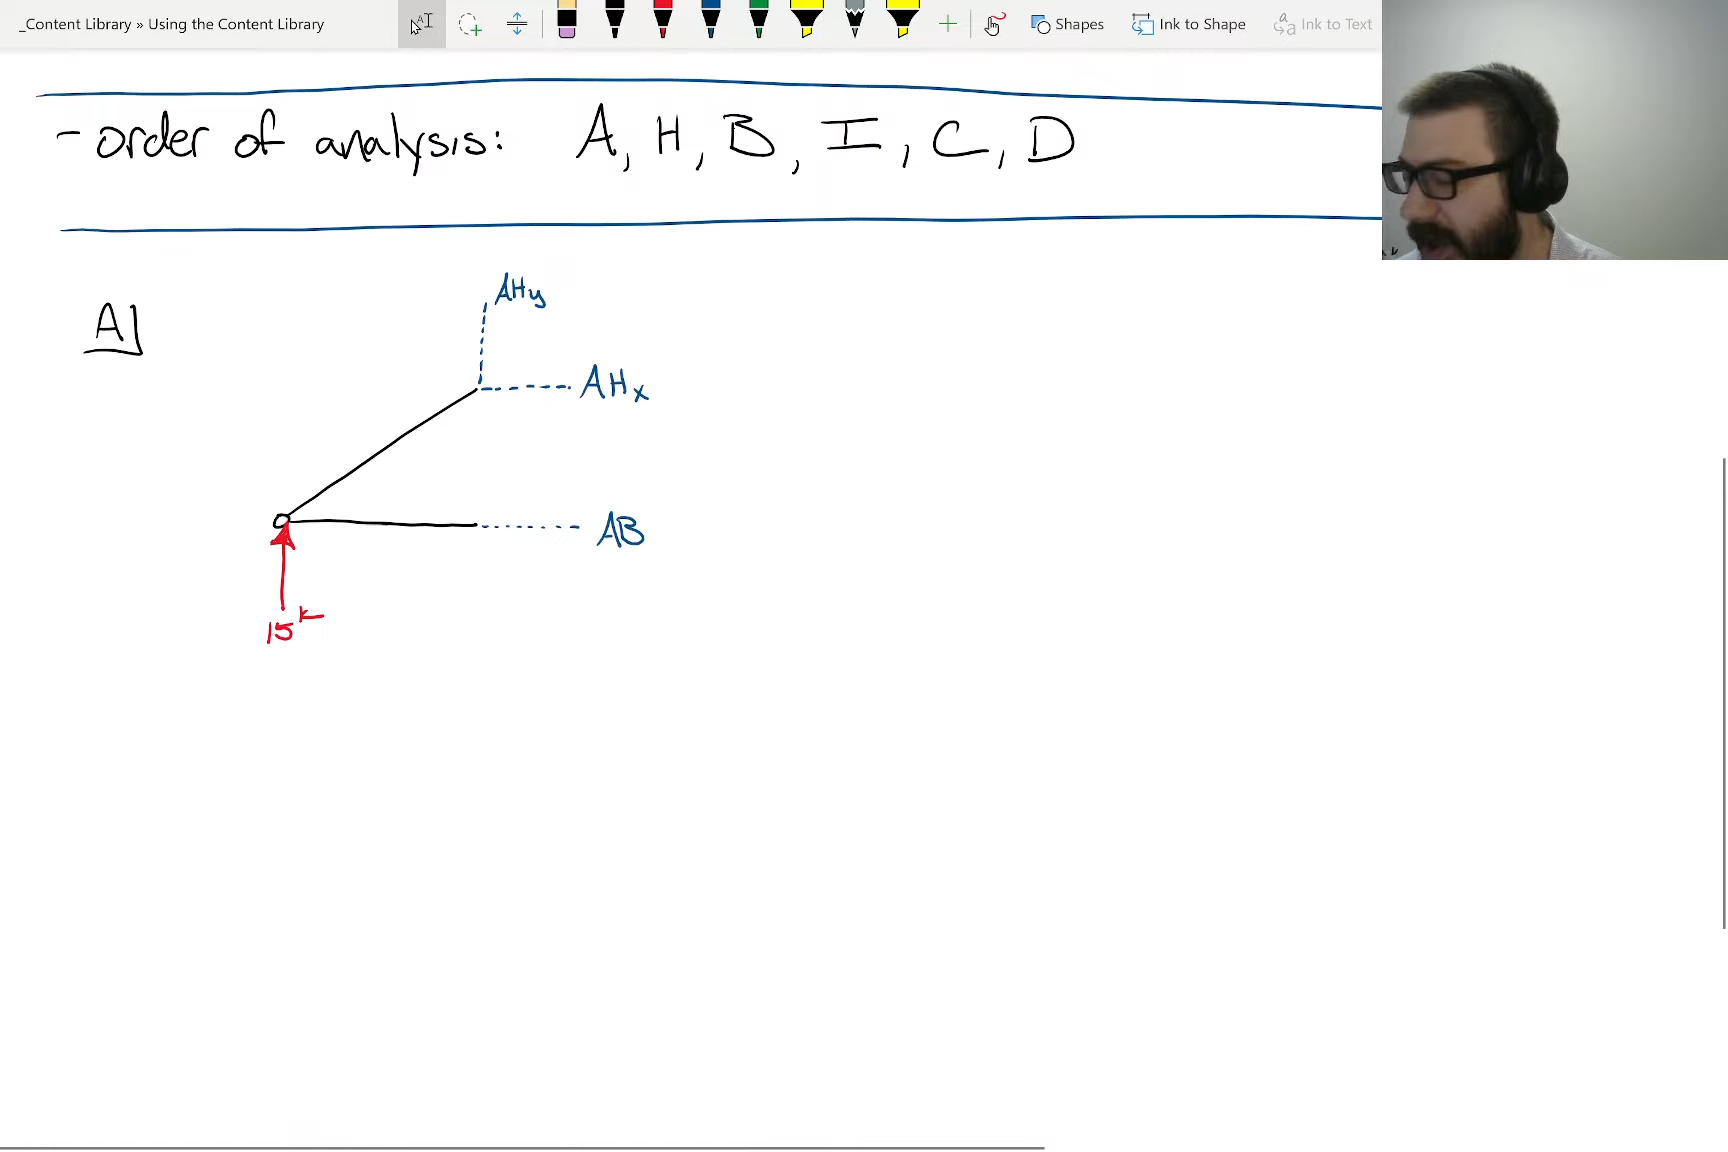 _Content Library » Using the Content Library
Shapes
Ink to Shape
Ink to Text
- order of analysis: A, H, B, I, C, D
A
AHy
AHx
AB
15k